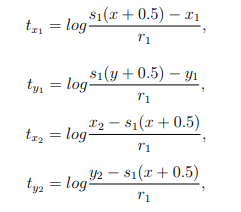 t_{x_1} = log \frac{s_1(x + 0.5) - x_1}{r_1},
t_{y_1} = log \frac{s_1(y + 0.5) - y_1}{r_1},
t_{x_2} = log \frac{x_2 - s_1(x + 0.5)}{r_1},
t_{y_2} = log \frac{y_2 - s_1(x + 0.5)}{r_1},